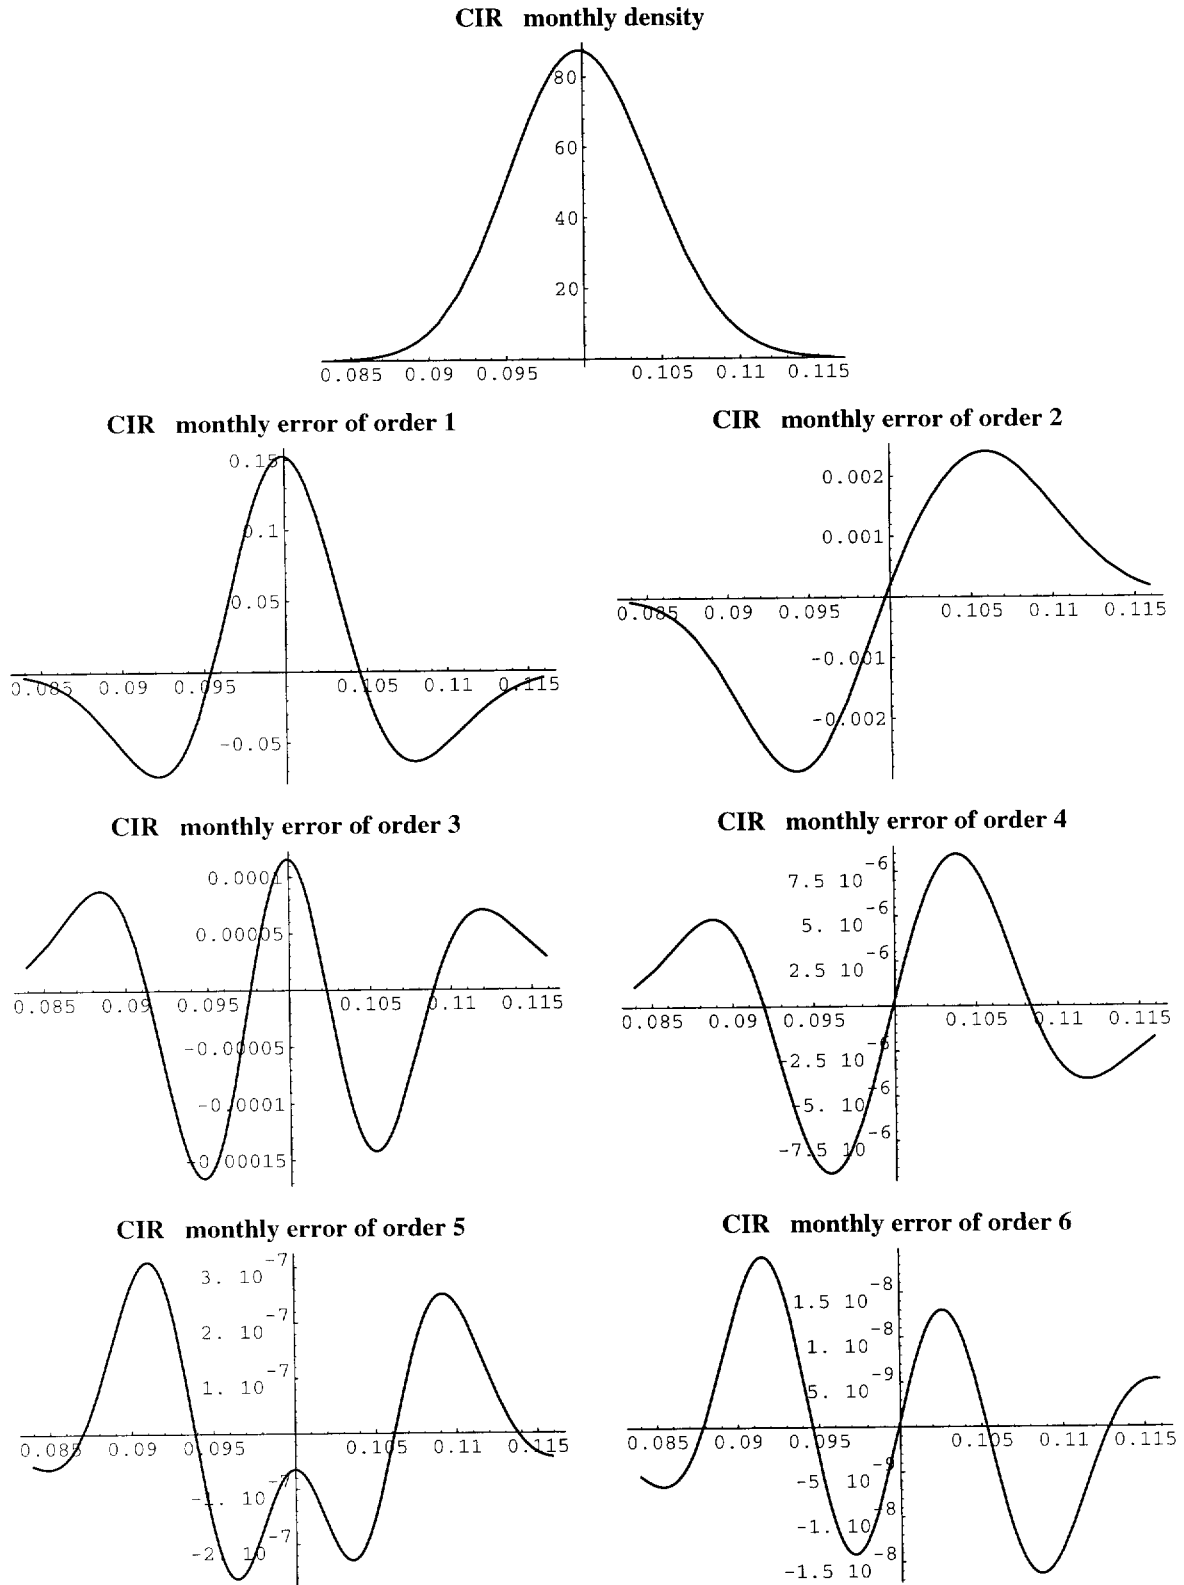 CIR monthly density
80
60
40
20
0.085 0.09 0.095 0.105 0.11 0.115
CIR monthly error of order 1
0.15
0.1
0.05
0.085 0.09 0.095 0.105 0.11 0.115
-0.05
CIR monthly error of order 2
0.002
0.001
0.085 0.09 0.095 0.105 0.11 0.115
-0.001
-0.002
CIR monthly error of order 3
0.0001
0.00005
0.085 0.09 0.095 0.105 0.11 0.115
-0.00005
-0.0001
-0.00015
CIR monthly error of order 4
7.5 10^-6
5. 10^-6
2.5 10^-6
0.085 0.09 0.095 0.105 0.11 0.115
-2.5 10^-6
-5. 10^-6
-7.5 10^-6
CIR monthly error of order 5
3. 10^-7
2. 10^-7
1. 10^-7
0.085 0.09 0.095 0.105 0.11 0.115
-1. 10^-7
-2. 10^-7
CIR monthly error of order 6
1.5 10^-8
1. 10^-8
5. 10^-9
0.085 0.09 0.095 0.105 0.11 0.115
-5 10^-9
-1. 10^-8
-1.5 10^-8